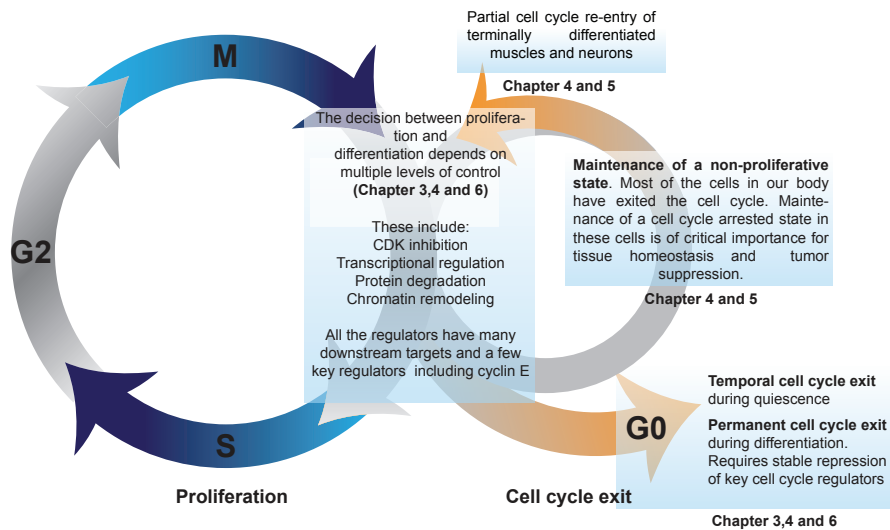 Partial cell cycle re-entry of
terminally differentiated
muscles and neurons
Chapter 4 and 5
M
The decision between prolifera-
tion and
differentiation depends on
multiple levels of control
(Chapter 3,4 and 6)
These include:
CDK inhibition
Transcriptional regulation
Protein degradation
Chromatin remodeling
All the regulators have many
downstream targets and a few
key regulators including cyclin E
Maintenance of a non-proliferative
state. Most of the cells in our body
have exited the cell cycle. Mainte-
nance of a cell cycle arrested state in
these cells is of critical importance for
tissue homeostasis and tumor
suppression.
Chapter 4 and 5
G2
S
G0
Temporal cell cycle exit
during quiescence
Permanent cell cycle exit
during differentiation.
Requires stable repression
of key cell cycle regulators
Chapter 3,4 and 6
Proliferation
Cell cycle exit